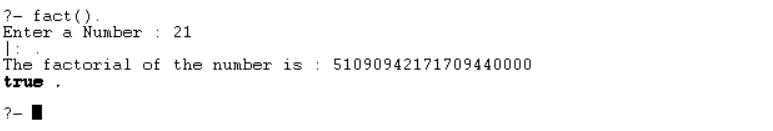 ?- fact().
Enter a Number : 21
|: .
The factorial of the number is : 51090942171709440000
true .
?-